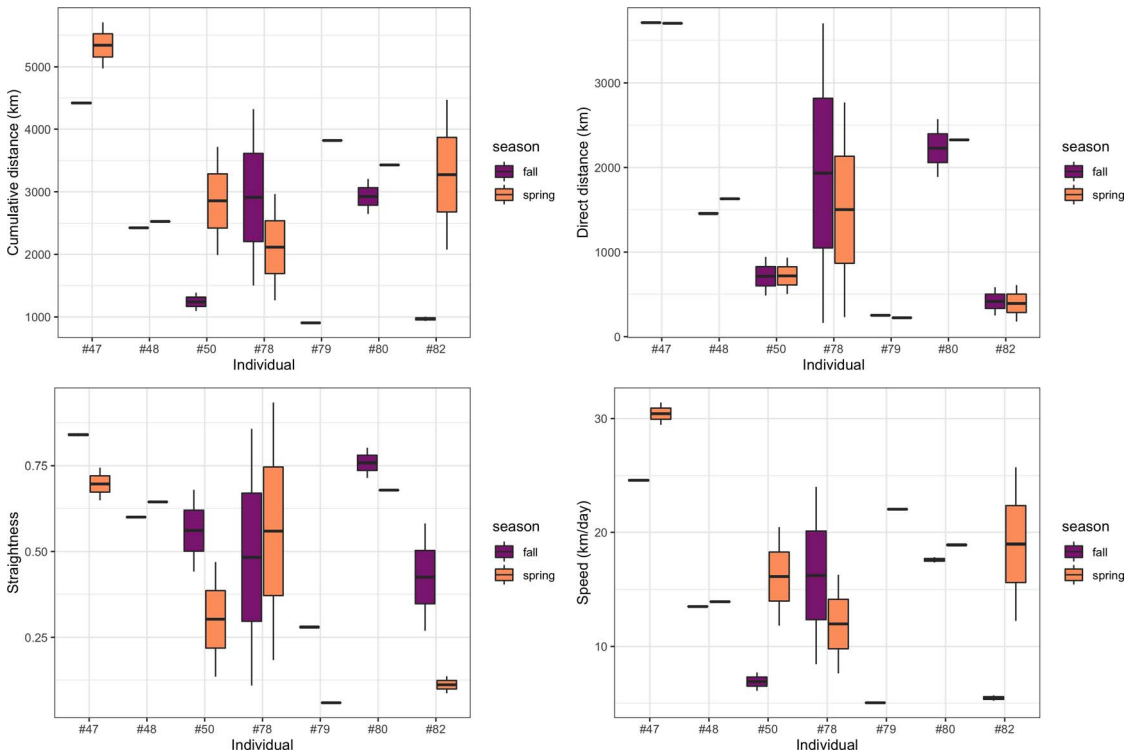 Cumulative distance (km)
5000
4000
3000
2000
1000
#47 #48 #50 #78 #79 #80 #82
Individual
season
fall
spring
Direct distance (km)
3000
2000
1000
0
#47 #48 #50 #78 #79 #80 #82
Individual
season
fall
spring
Straightness
0.75
0.50
0.25
#47 #48 #50 #78 #79 #80 #82
Individual
season
fall
spring
Speed (km/day)
30
20
10
#47 #48 #50 #78 #79 #80 #82
Individual
season
fall
spring